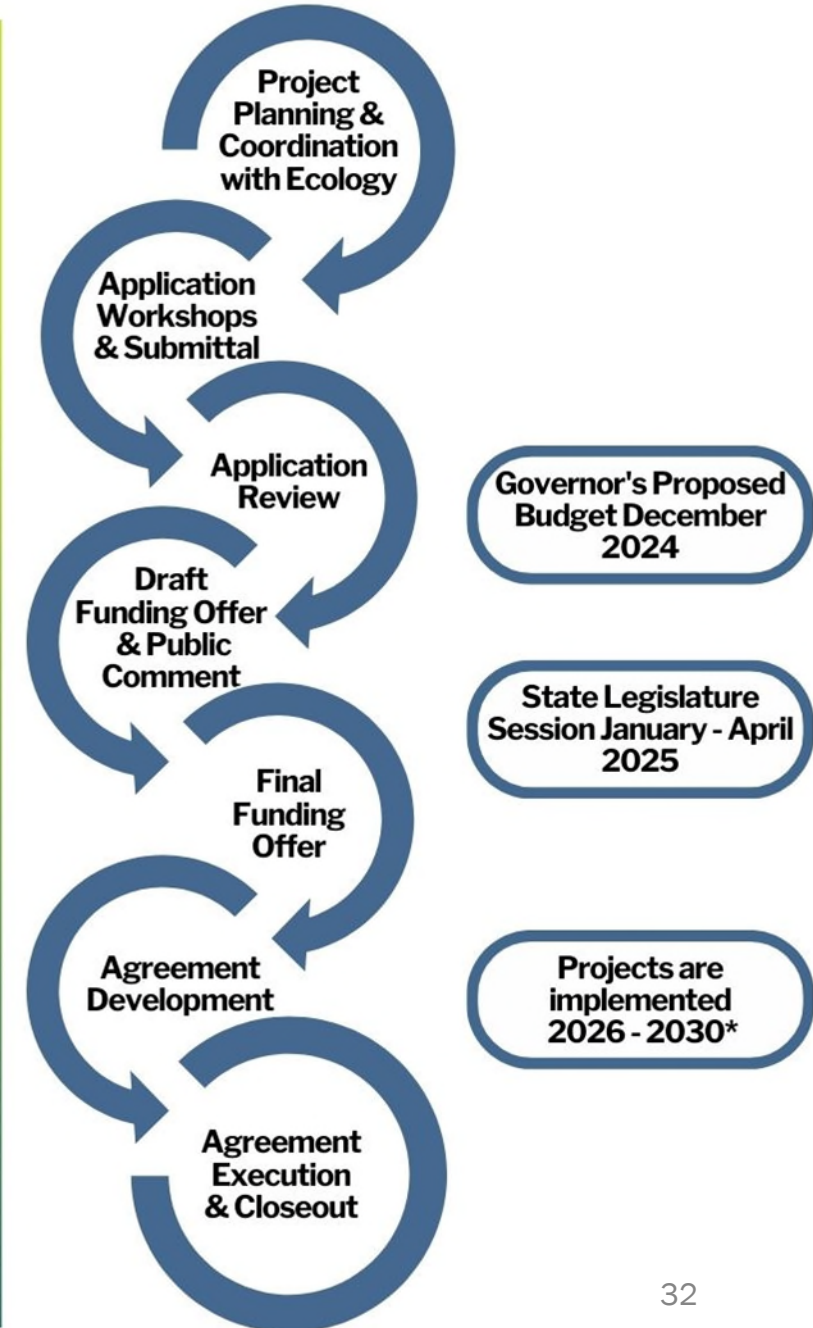 Project
Planning &
Coordination
with Ecology
Application
Workshops
& Submittal
Application
Review
Draft
Funding Offer
& Public
Comment
Final
Funding
Offer
Agreement
Development
Agreement
Execution
& Closeout
Governor's Proposed
Budget December
2024
State Legislature
Session January - April
2025
Projects are
implemented
2026 - 2030*
32